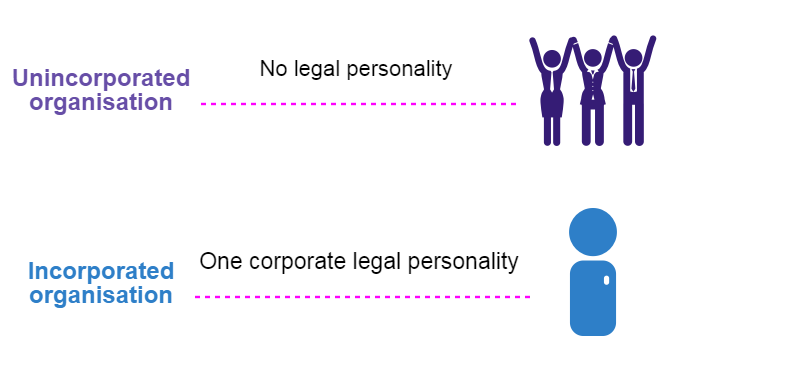 No legal personality
Unincorporated
organisation
One corporate legal personality
Incorporated
organisation